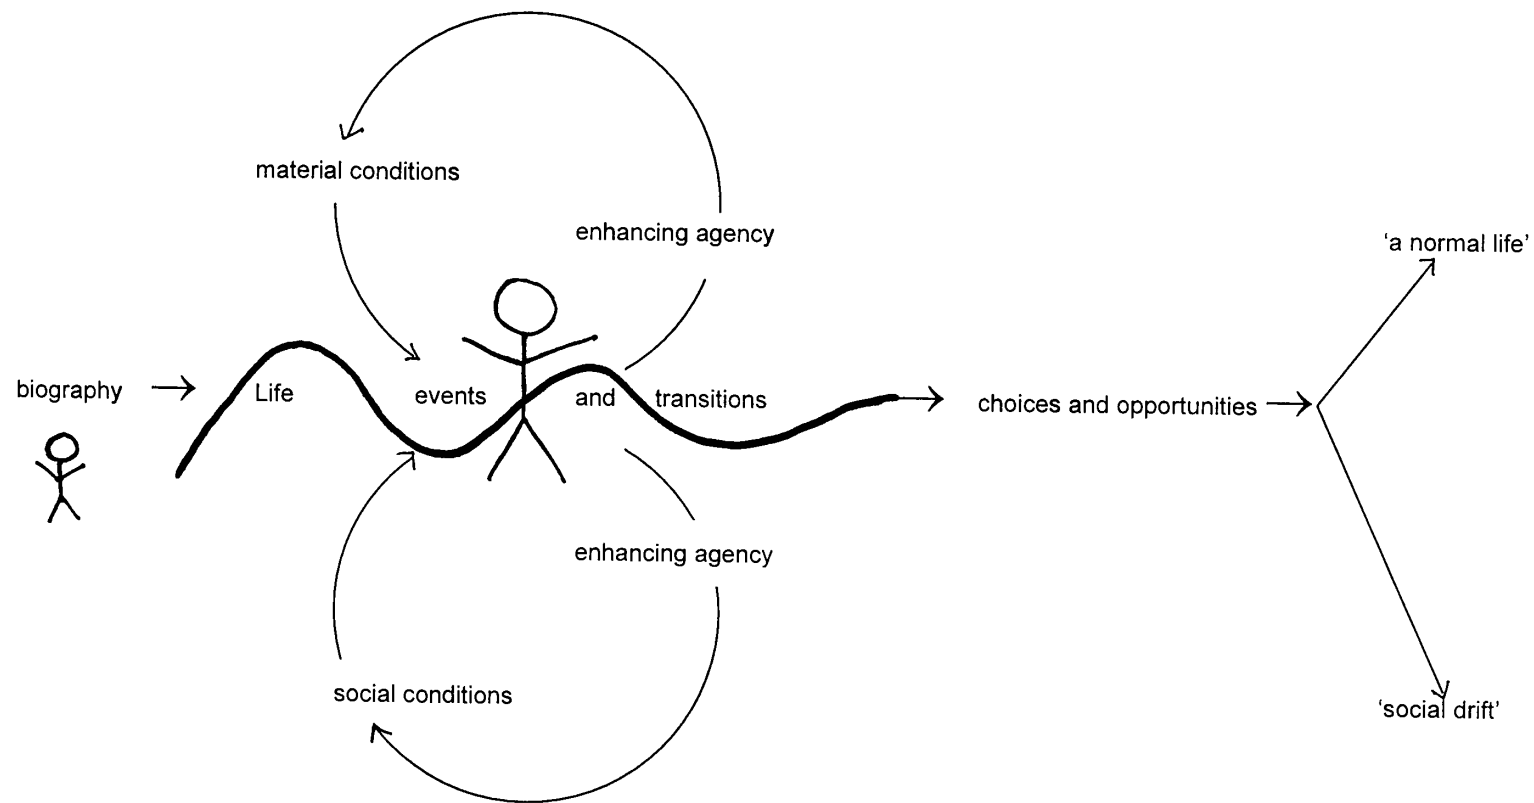 material conditions
enhancing agency
'a normal life'
biography
Life events and transitions
choices and opportunities
enhancing agency
social conditions
'social drift'